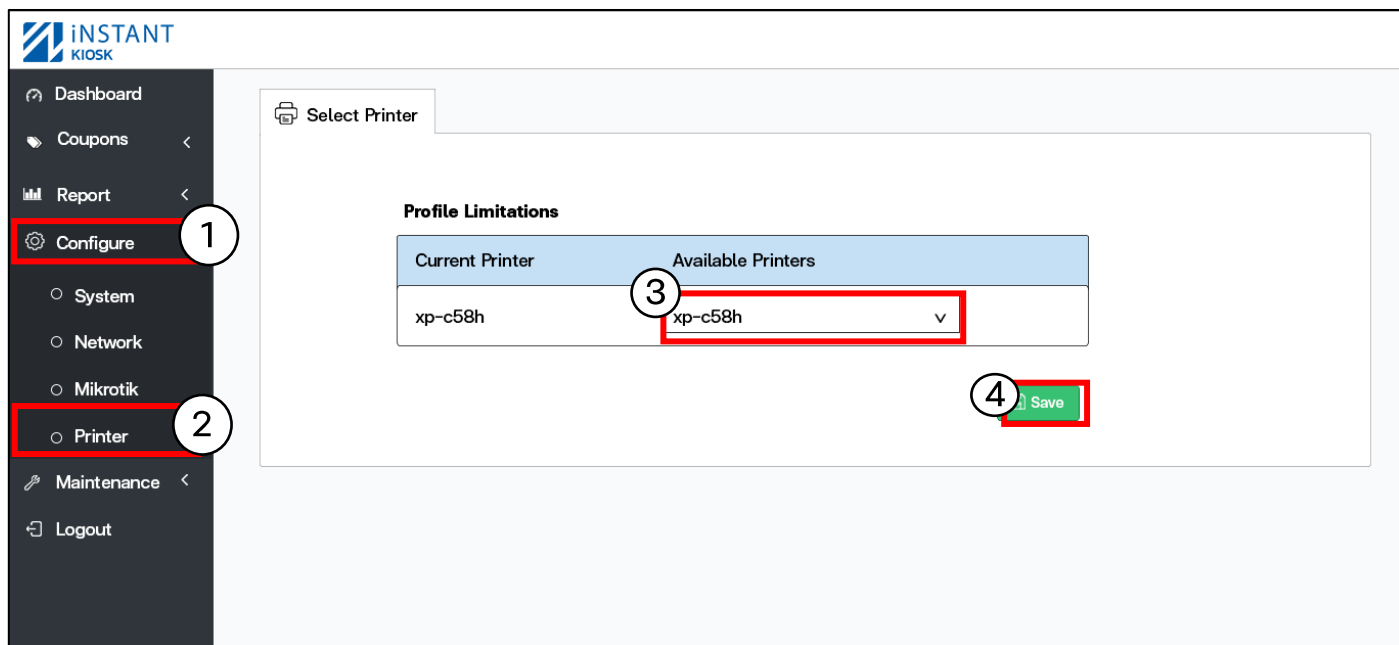 iNSTANT
KIOSK
Dashboard
Coupons
Report
Configure
1
System
Network
Mikrotik
Printer
2
Maintenance
Logout
Select Printer
Profile Limitations
Current Printer Available Printers
3
xp-c58h xp-c58h
4
Save